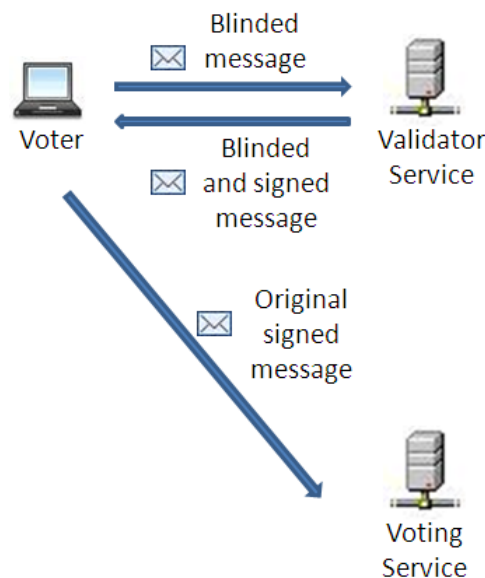 Blinded
message
Voter
Validator
Service
Blinded
and signed
message
Original
signed
message
Voting
Service